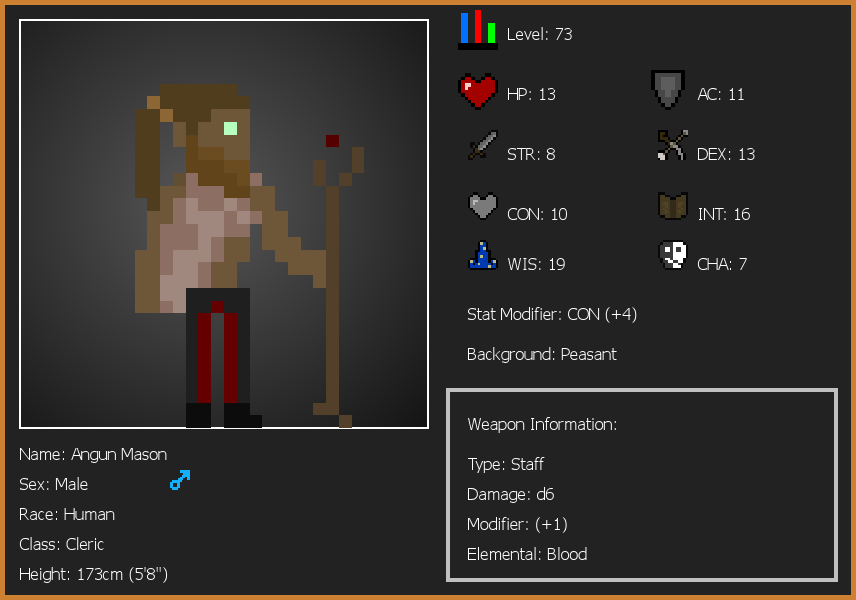 Level: 73
HP: 13
AC: 11
STR: 8
DEX: 13
CON: 10
INT: 16
WIS: 19
CHA: 7
Stat Modifier: CON (+4)
Background: Peasant
Weapon Information:
Type: Staff
Damage: d6
Modifier: (+1)
Elemental: Blood
Name: Angun Mason
Sex: Male
Race: Human
Class: Cleric
Height: 173cm (5'8")